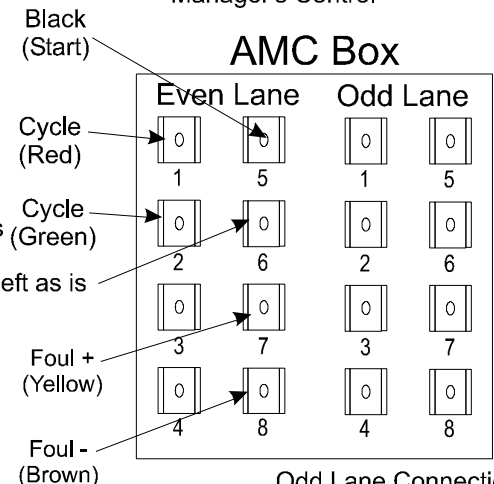 Manager's Control
Black
(Start)
AMC Box
Even Lane Odd Lane
Cycle
(Red)
1 5 1 5
Cycle
(Green)
2 6 2 6
eft as is
3 7 3 7
Foul +
(Yellow)
4 8 4 8
Foul -
(Brown)
Odd Lane Connectio